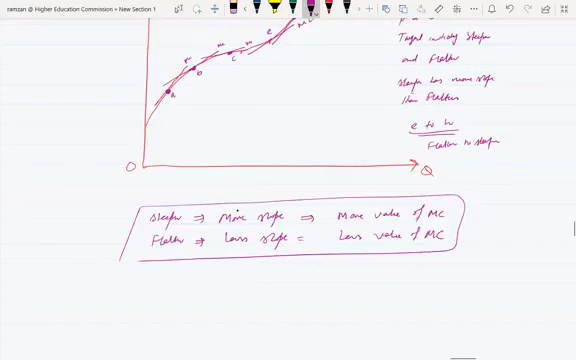 ramzan @ Higher Education Commission » New Section 1
m
m
m
e
m
c
b
a
Tangent initially steeper
and Flatter
steeper has more slope
than Flatter
e to h
Flatter to steeper
O
Q
Steeper ⇒ More slope ⇒ More value of MC
Flatter ⇒ Less slope = Less value of MC